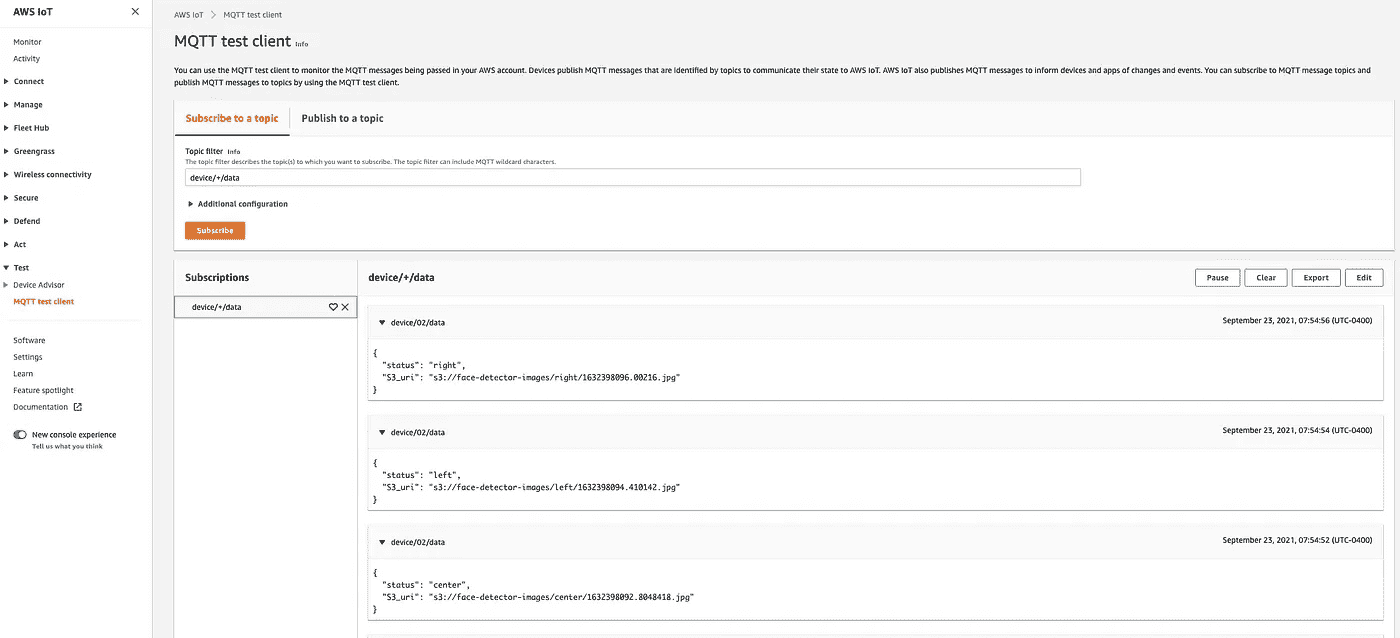 AWS IoT
Monitor
Activity
Connect
Manage
Fleet Hub
Greengrass
Wireless connectivity
Secure
Defend
Act
Test
Device Advisor
MQTT test client
Software
Settings
Learn
Feature spotlight
Documentation
New console experience
Tell us what you think
AWS IoT > MQTT test client
MQTT test client Info
You can use the MQTT test client to monitor the MQTT messages being passed in your AWS account. Devices publish MQTT messages that are identified by topics to communicate their state to AWS IoT. AWS IoT also publishes MQTT messages to inform devices and apps of changes and events. You can subscribe to MQTT message topics and
publish MQTT messages to topics by using the MQTT test client.
Subscribe to a topic Publish to a topic
Topic filter Info
The topic filter describes the topic(s) to which you want to subscribe. The topic filter can include MQTT wildcard characters.
device/+/data
Additional configuration
Subscribe
Subscriptions
device/+/data
device/+/data
Pause Clear Export Edit
device/02/data September 23, 2021, 07:54:56 (UTC-0400)
{
"status": "right",
"S3_uri": "s3://face-detector-images/right/1632398096.00216.jpg"
}
device/02/data September 23, 2021, 07:54:54 (UTC-0400)
{
"status": "left",
"S3_uri": "s3://face-detector-images/left/1632398094.410142.jpg"
}
device/02/data September 23, 2021, 07:54:52 (UTC-0400)
{
"status": "center",
"S3_uri": "s3://face-detector-images/center/1632398092.8048418.jpg"
}